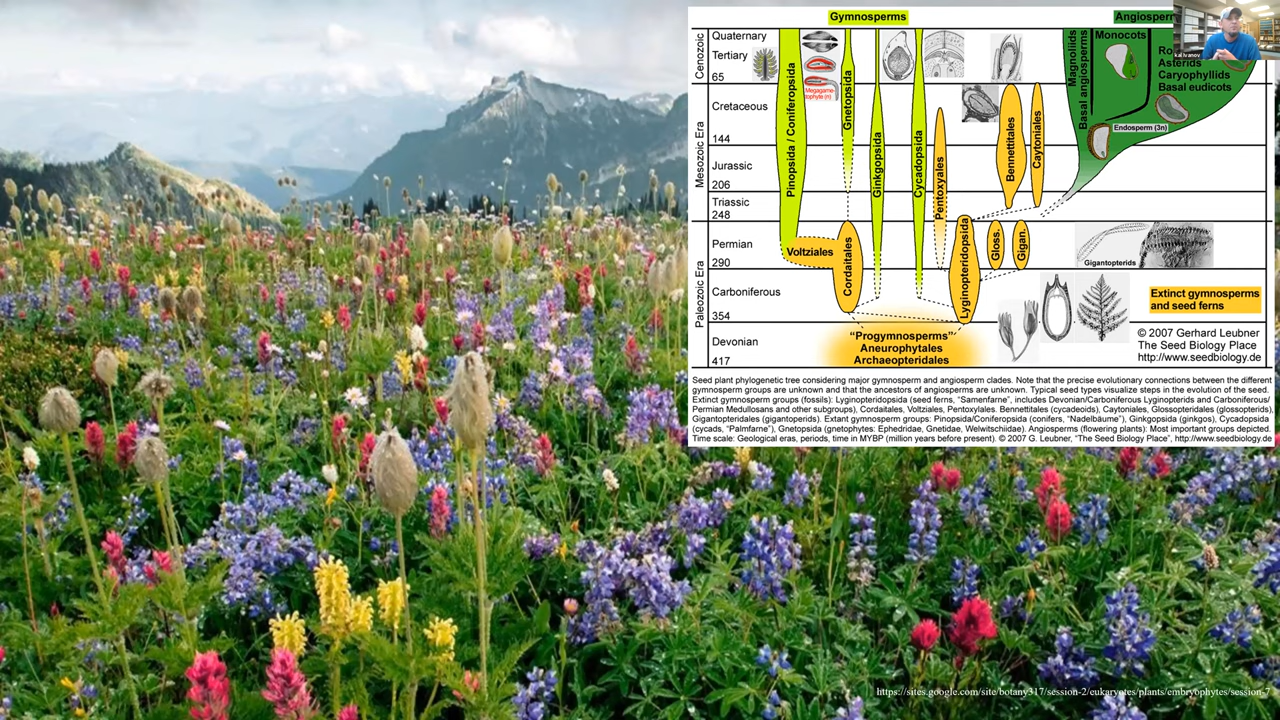 Gymnosperms
Angiosperm
kal Ivanov
Cenozoic
Quaternary
Tertiary
65
Mesozoic Era
Cretaceous
144
Jurassic
206
Triassic
248
Paleozoic Era
Permian
290
Carboniferous
354
Devonian
417
Pinopsida / Coniferopsida
Megagame-
tophyte (n)
Gnetopsida
Ginkgopsida
Cycadopsida
Pentoxyales
Bennettitales
Caytoniales
Magnoliids
Basal angiosperms
Monocots
Ro
Asterids
Caryophyllids
Basal eudicots
Endosperm (3n)
Voltziales
Cordaitales
Lyginopteridopsida
Gloss.
Gigan.
Gigantopterids
Extinct gymnosperms
and seed ferns
"Progymnosperms"
Aneurophytales
Archaeopteridales
© 2007 Gerhard Leubner
The Seed Biology Place
http://www.seedbiology.de
Seed plant phylogenetic tree considering major gymnosperm and angiosperm clades. Note that the precise evolutionary connections between the different
gymnosperm groups are unknown and that the ancestors of angiosperms are unknown. Typical seed types visualize steps in the evolution of the seed.
Extinct gymnosperm groups (fossils): Lyginopteridopsida (seed ferns, "Samenfarne", includes Devonian/Carboniferous Lyginopterids and Carboniferous/
Permian Medullosans and other subgroups), Cordaitales, Voltziales, Pentoxylales. Bennettitales (cycadeoids), Caytoniales, Glossopteridales (glossopterids),
Gigantopteridales (gigantopterids). Extant gymnosperm groups: Pinopsida/Coniferopsida (conifers, "Nadelbäume"), Ginkgopsida (ginkgos), Cycadopsida
(cycads, "Palmfarne"), Gnetopsida (gnetophytes: Ephedridae, Gnetidae, Welwitschiidae). Angiosperms (flowering plants): Most important groups depicted.
Time scale: Geological eras, periods, time in MYBP (million years before present). © 2007 G. Leubner, "The Seed Biology Place", http://www.seedbiology.de
https://sites.google.com/site/botany317/session-2/eukaryotes/plants/embryophytes/session-7